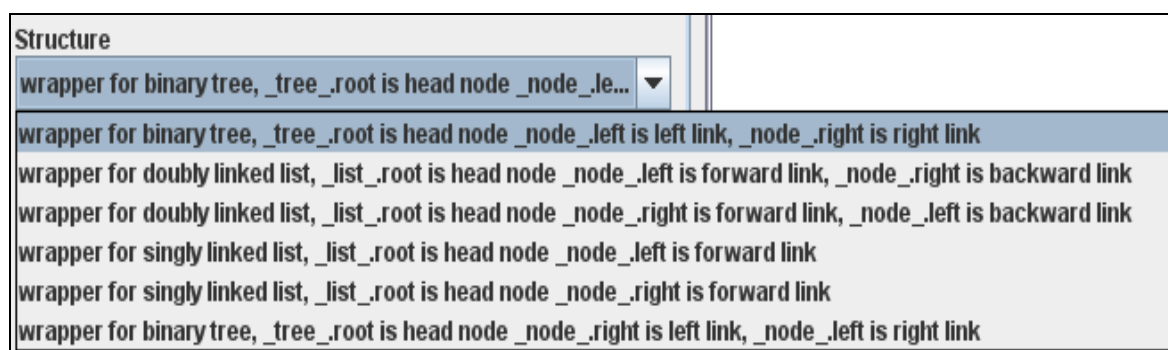 Structure
wrapper for binary tree, _tree_.root is head node _node_.le...
wrapper for binary tree, _tree_.root is head node _node_.left is left link, _node_.right is right link
wrapper for doubly linked list, _list_.root is head node _node_.left is forward link, _node_.right is backward link
wrapper for doubly linked list, _list_.root is head node _node_.right is forward link, _node_.left is backward link
wrapper for singly linked list, _list_.root is head node _node_.left is forward link
wrapper for singly linked list, _list_.root is head node _node_.right is forward link
wrapper for binary tree, _tree_.root is head node _node_.right is left link, _node_.left is right link